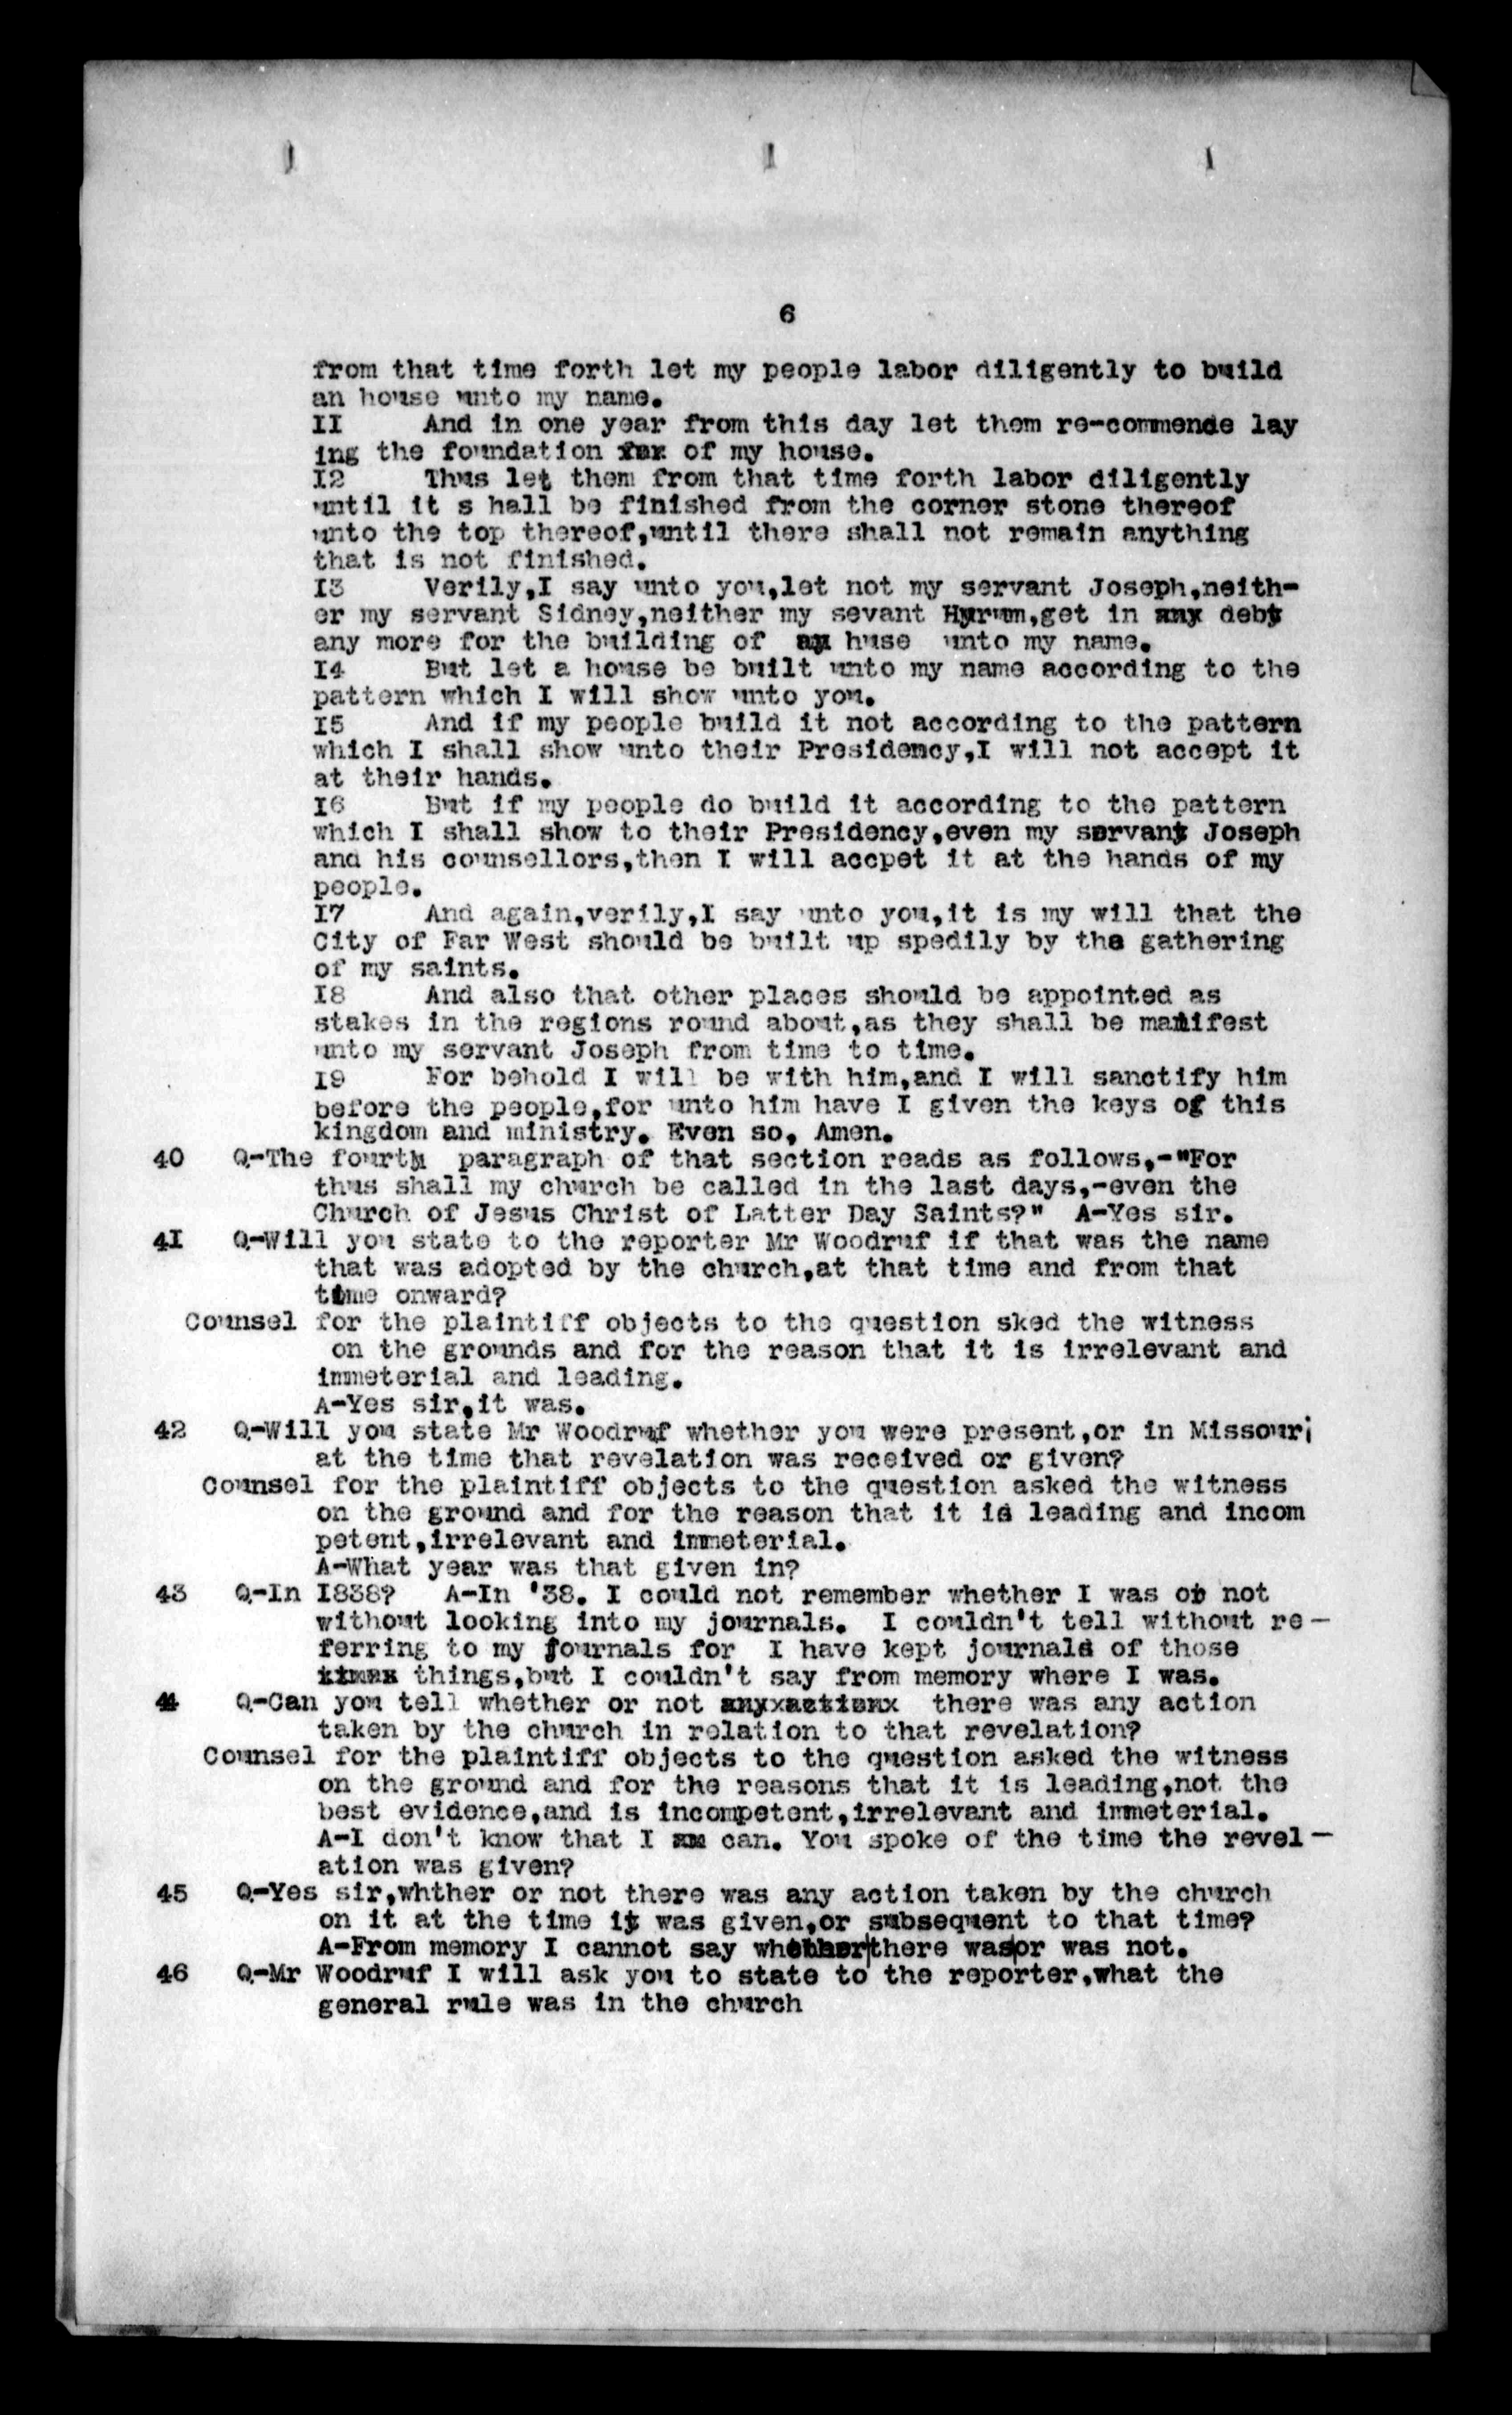 6
from that time forth let my people labor diligently to build
an house unto my name.
II And in one year from this day let them re-commende lay
ing the foundation for of my house.
I2 Thus let them from that time forth labor diligently
until it s hall be finished from the corner stone thereof
unto the top thereof,until there shall not remain anything
that is not finished.
I3 Verily,I say unto you,let not my servant Joseph,neith-
er my servant Sidney,neither my sevant Hyrum,get in any debt
any more for the building of an huse unto my name.
I4 But let a house be built unto my name according to the
pattern which I will show unto you.
I5 And if my people build it not according to the pattern
which I shall show unto their Presidency,I will not accept it
at their hands.
I6 But if my people do build it according to the pattern
which I shall show to their Presidency,even my servant Joseph
and his counsellors,then I will accpet it at the hands of my
people.
I7 And again,verily,I say unto you,it is my will that the
City of Far West should be built up spedily by the gathering
of my saints.
I8 And also that other places should be appointed as
stakes in the regions round about,as they shall be manifest
unto my servant Joseph from time to time.
I9 For behold I will be with him,and I will sanctify him
before the people,for unto him have I given the keys of this
kingdom and ministry. Even so, Amen.
40 Q-The fourth paragraph of that section reads as follows,-"For
thus shall my church be called in the last days,-even the
Church of Jesus Christ of Latter Day Saints?" A-Yes sir.
4I Q-Will you state to the reporter Mr Woodruf if that was the name
that was adopted by the church,at that time and from that
time onward?
Counsel for the plaintiff objects to the question sked the witness
on the grounds and for the reason that it is irrelevant and
immeterial and leading.
A-Yes sir,it was.
42 Q-Will you state Mr Woodruf whether you were present,or in Missouri
at the time that revelation was received or given?
Counsel for the plaintiff objects to the question asked the witness
on the ground and for the reason that it is leading and incom
petent,irrelevant and immeterial.
A-What year was that given in?
43 Q-In I838? A-In '38. I could not remember whether I was or not
without looking into my journals. I couldn't tell without re-
ferring to my journals for I have kept journals of those
times things,but I couldn't say from memory where I was.
44 Q-Can you tell whether or not anyxactionx there was any action
taken by the church in relation to that revelation?
Counsel for the plaintiff objects to the question asked the witness
on the ground and for the reasons that it is leading,not the
best evidence,and is incompetent,irrelevant and immeterial.
A-I don't know that I am can. You spoke of the time the revel-
ation was given?
45 Q-Yes sir,whther or not there was any action taken by the church
on it at the time it was given,or subsequent to that time?
A-From memory I cannot say whether|there was|or was not.
46 Q-Mr Woodruf I will ask you to state to the reporter,what the
general rule was in the church